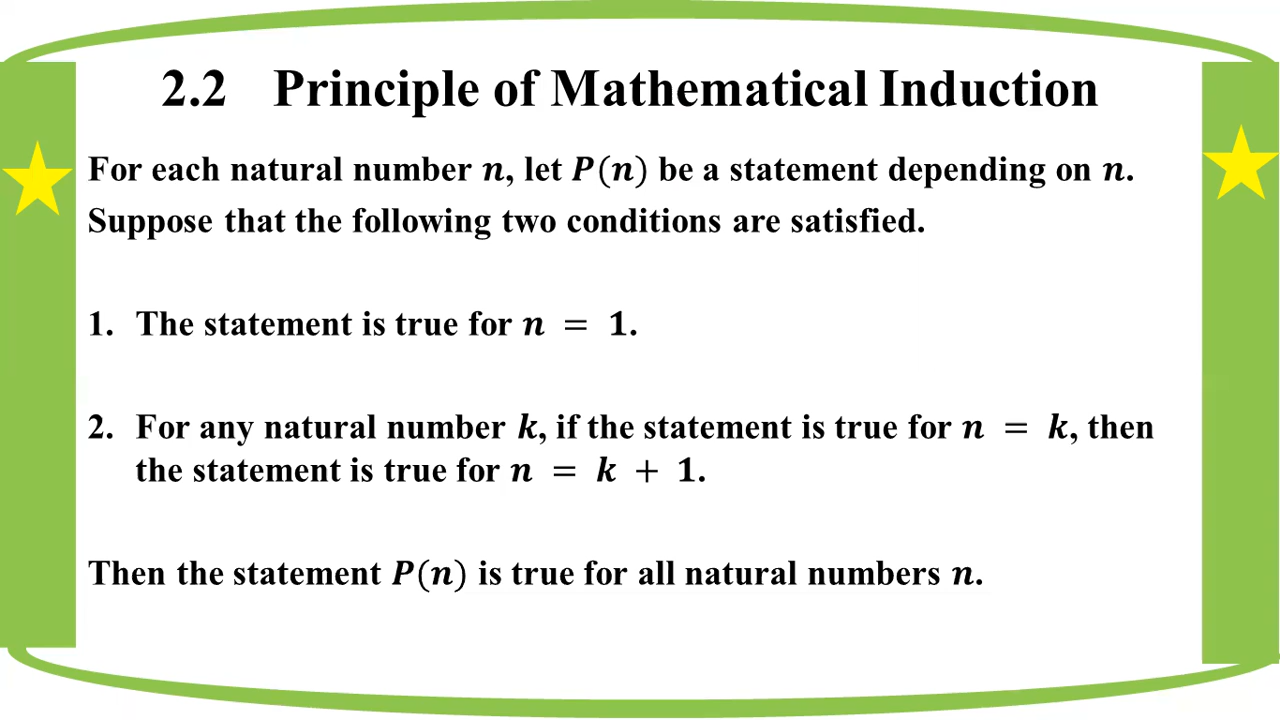 2.2 Principle of Mathematical Induction
For each natural number n, let P(n) be a statement depending on n.
Suppose that the following two conditions are satisfied.
1. The statement is true for n = 1.
2. For any natural number k, if the statement is true for n = k, then
the statement is true for n = k + 1.
Then the statement P(n) is true for all natural numbers n.